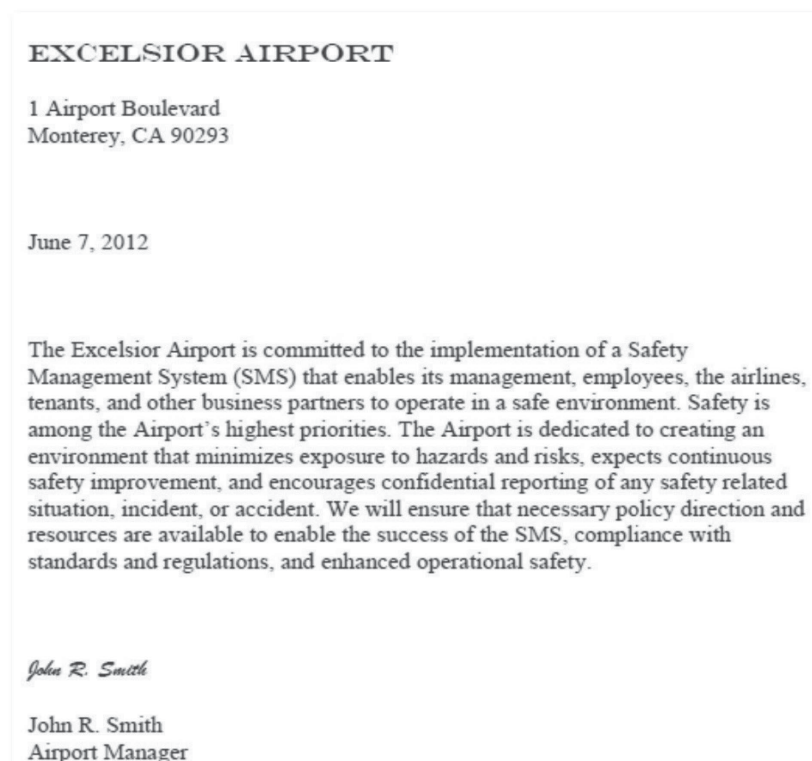 EXCELSIOR AIRPORT
1 Airport Boulevard
Monterey, CA 90293
June 7, 2012
The Excelsior Airport is committed to the implementation of a Safety
Management System (SMS) that enables its management, employees, the airlines,
tenants, and other business partners to operate in a safe environment. Safety is
among the Airport's highest priorities. The Airport is dedicated to creating an
environment that minimizes exposure to hazards and risks, expects continuous
safety improvement, and encourages confidential reporting of any safety related
situation, incident, or accident. We will ensure that necessary policy direction and
resources are available to enable the success of the SMS, compliance with
standards and regulations, and enhanced operational safety.
John R. Smith
John R. Smith
Airport Manager